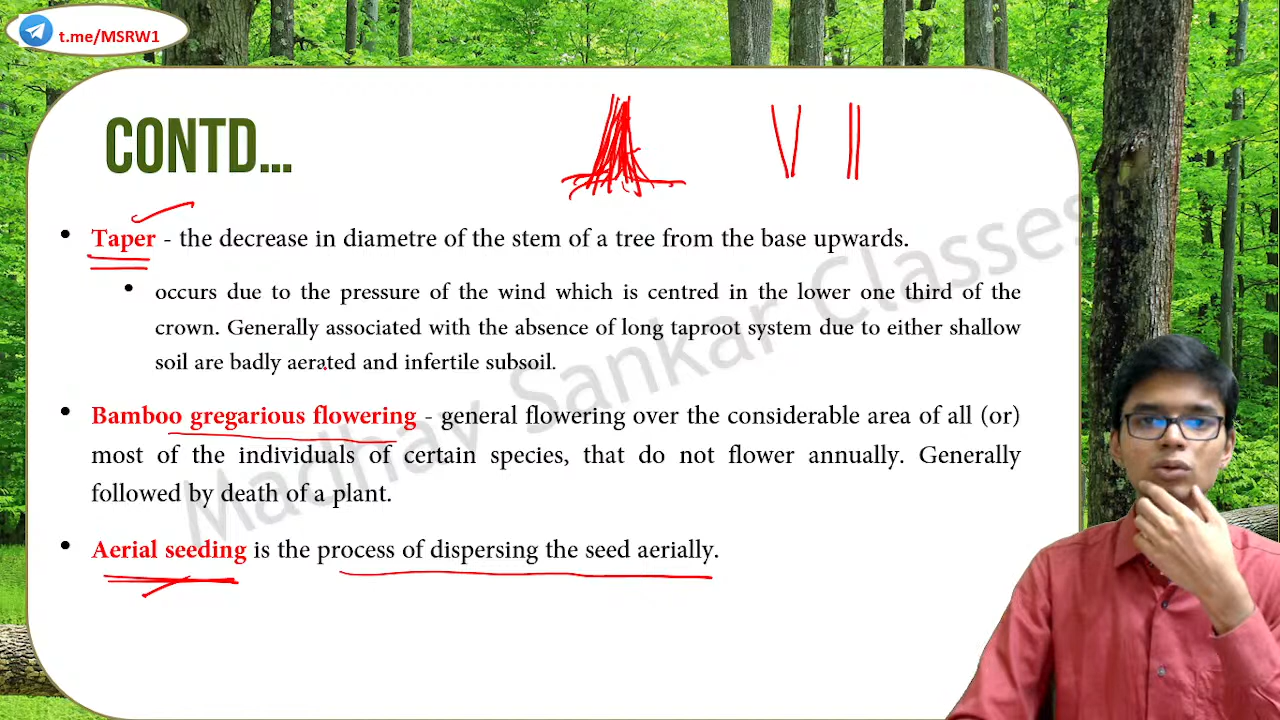 t.me/MSRW1
CONTD...
• Taper - the decrease in diametre of the stem of a tree from the base upwards.
• occurs due to the pressure of the wind which is centred in the lower one third of the
crown. Generally associated with the absence of long taproot system due to either shallow
soil are badly aerated and infertile subsoil.
• Bamboo gregarious flowering - general flowering over the considerable area of all (or)
most of the individuals of certain species, that do not flower annually. Generally
followed by death of a plant.
• Aerial seeding is the process of dispersing the seed aerially.
Madhav Sankar Classes